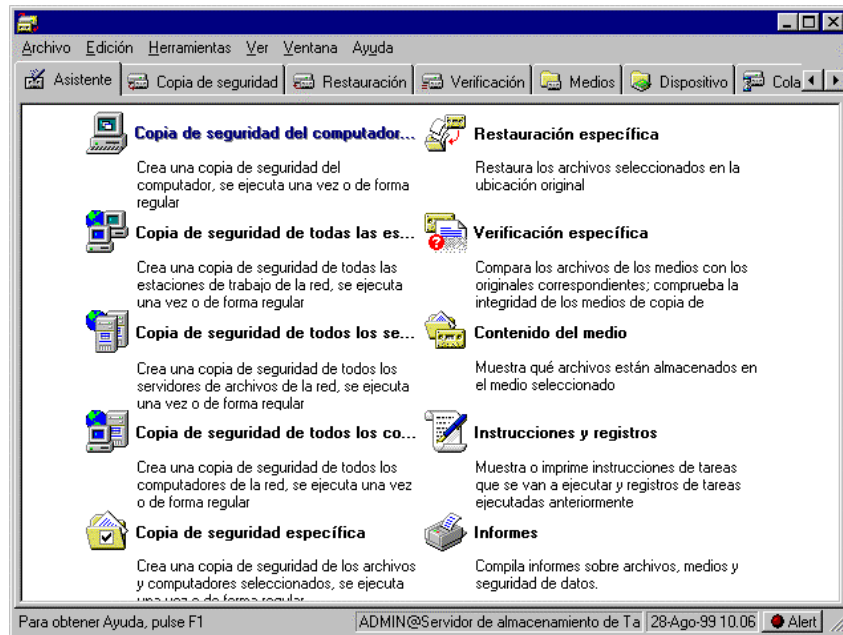 Archivo Edición Herramientas Ver Ventana Ayuda
Asistente Copia de seguridad Restauración Verificación Medios Dispositivo Cola
Copia de seguridad del computador...
Crea una copia de seguridad del
computador, se ejecuta una vez o de forma
regular
Copia de seguridad de todas las es...
Crea una copia de seguridad de todas las
estaciones de trabajo de la red, se ejecuta
una vez o de forma regular
Copia de seguridad de todos los se...
Crea una copia de seguridad de todos los
servidores de archivos de la red, se ejecuta
una vez o de forma regular
Copia de seguridad de todos los co...
Crea una copia de seguridad de todos los
computadores de la red, se ejecuta una vez
o de forma regular
Copia de seguridad específica
Crea una copia de seguridad de los archivos
y computadores seleccionados, se ejecuta
una vez o de forma regular
Restauración específica
Restaura los archivos seleccionados en la
ubicación original
Verificación específica
Compara los archivos de los medios con los
originales correspondientes; comprueba la
integridad de los medios de copia de
Contenido del medio
Muestra qué archivos están almacenados en
el medio seleccionado
Instrucciones y registros
Muestra o imprime instrucciones de tareas
que se van a ejecutar y registros de tareas
ejecutadas anteriormente
Informes
Compila informes sobre archivos, medios y
seguridad de datos.
Para obtener Ayuda, pulse F1 ADMIN@Servidor de almacenamiento de Ta 28-Ago-99 10.06 Alert